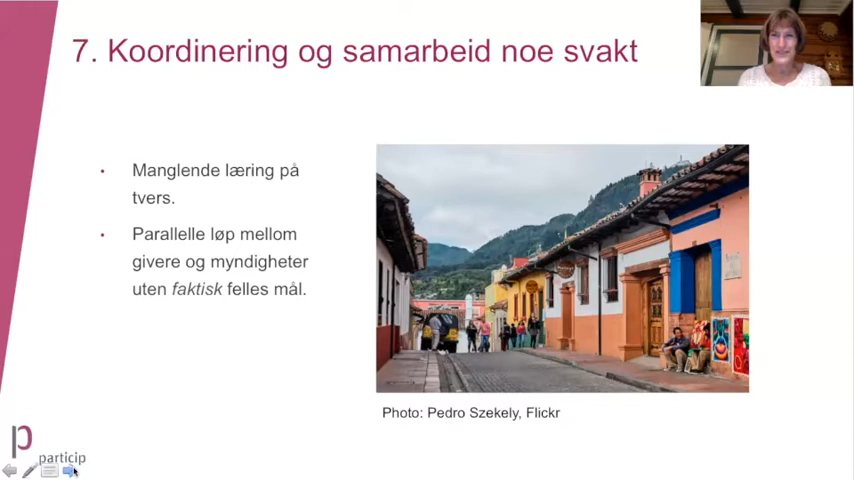 7. Koordinering og samarbeid noe svakt
• Manglende læring på
tvers.
• Parallelle løp mellom
givere og myndigheter
uten faktisk felles mål.
Photo: Pedro Szekely, Flickr
p
particip